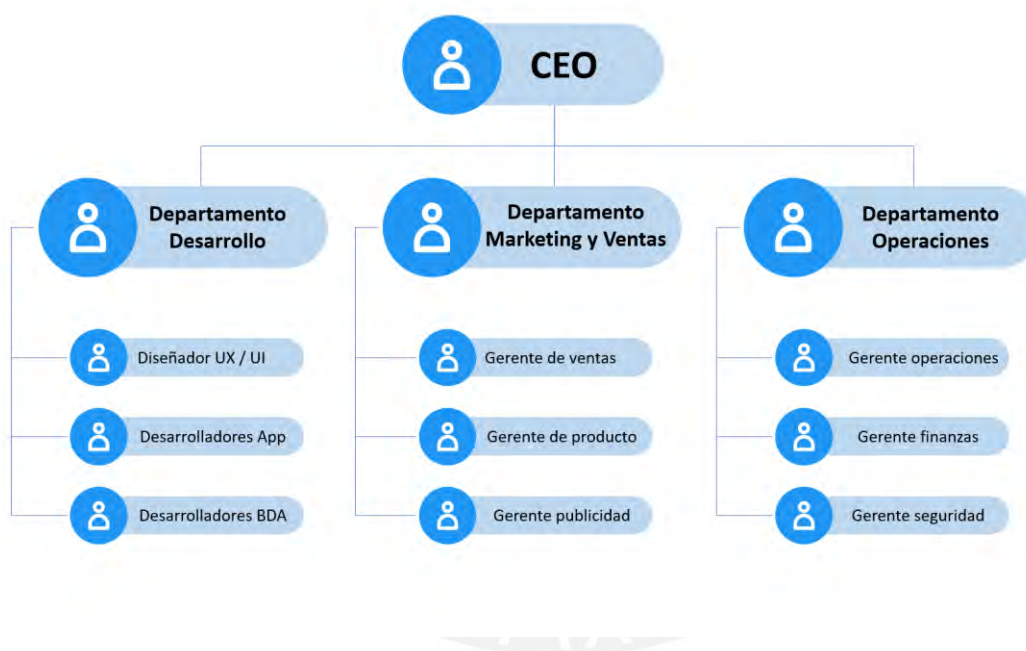 CEO
Departamento
Desarrollo
Departamento
Marketing y Ventas
Departamento
Operaciones
Diseñador UX / UI
Gerente de ventas
Gerente operaciones
Desarrolladores App
Gerente de producto
Gerente finanzas
Desarrolladores BDA
Gerente publicidad
Gerente seguridad